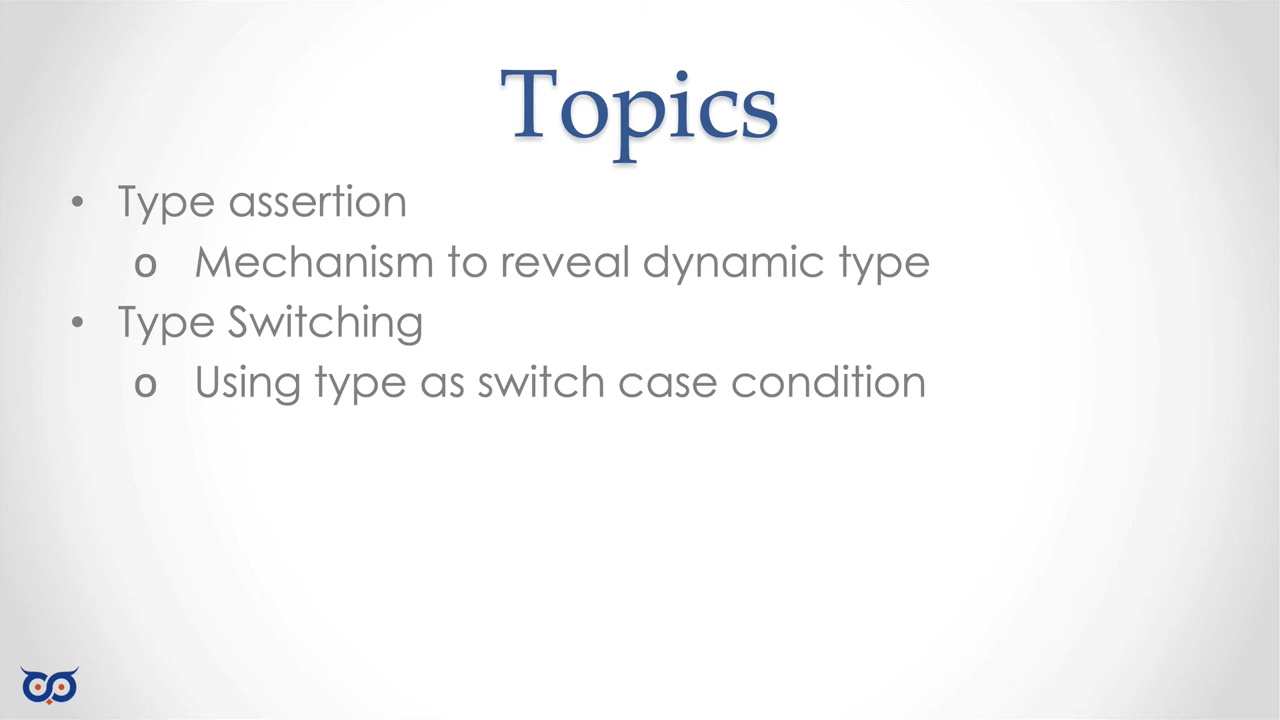 Topics
• Type assertion
o Mechanism to reveal dynamic type
• Type Switching
o Using type as switch case condition